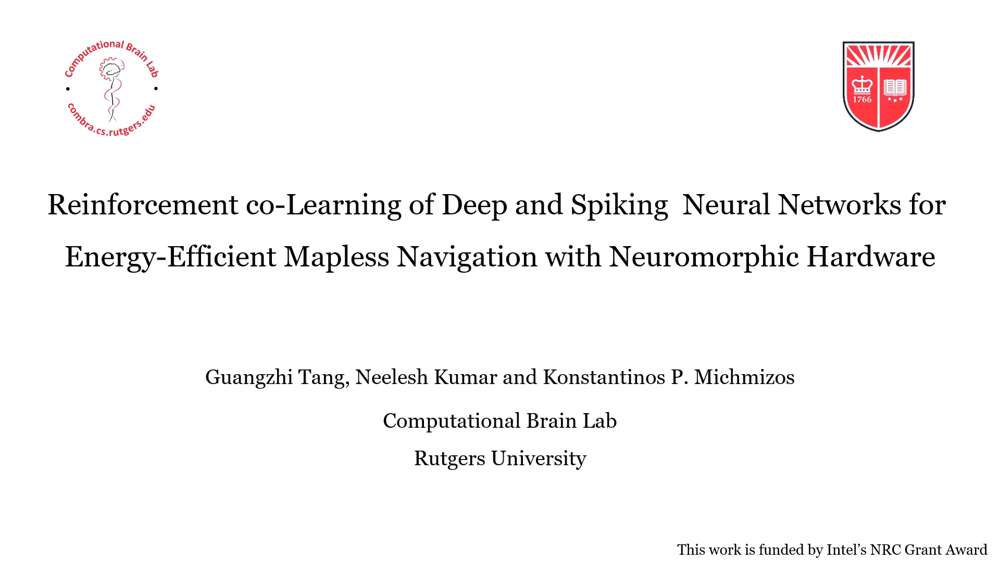 Computational Brain Lab
combra.cs.rutgers.edu
1766
Reinforcement co-Learning of Deep and Spiking  Neural Networks for
Energy-Efficient Mapless Navigation with Neuromorphic Hardware
Guangzhi Tang, Neelesh Kumar and Konstantinos P. Michmizos
Computational Brain Lab
Rutgers University
This work is funded by Intel’s NRC Grant Award